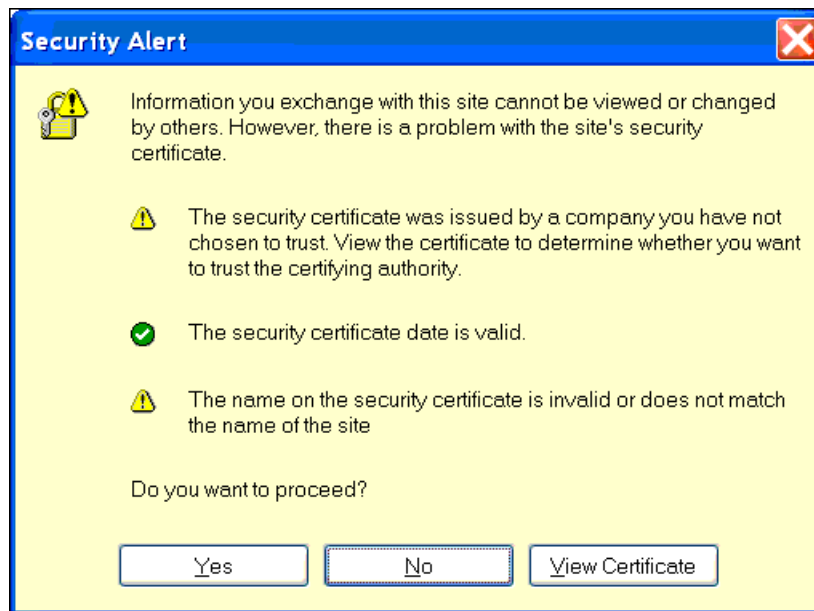 Security Alert
Information you exchange with this site cannot be viewed or changed
by others. However, there is a problem with the site's security
certificate.
The security certificate was issued by a company you have not
chosen to trust. View the certificate to determine whether you want
to trust the certifying authority.
The security certificate date is valid.
The name on the security certificate is invalid or does not match
the name of the site
Do you want to proceed?
Yes No View Certificate